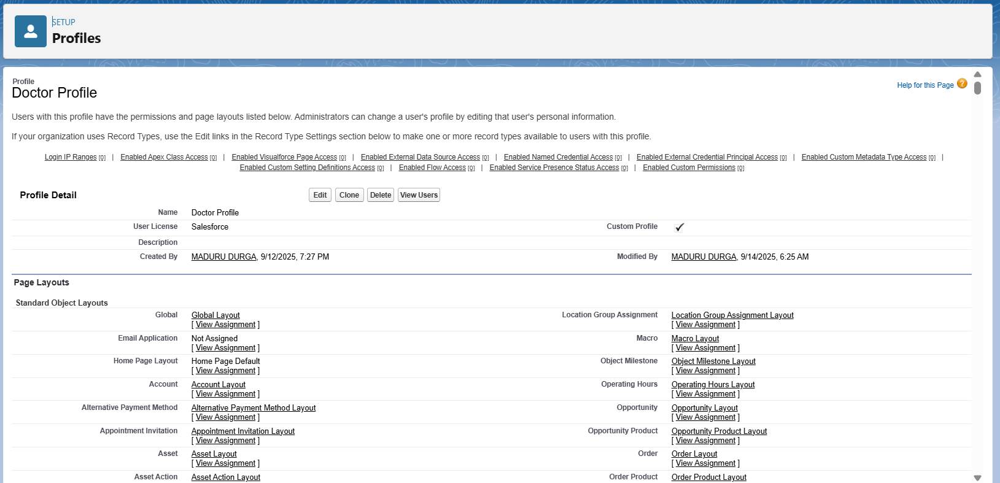 SETUP
Profiles
Profile
Doctor Profile
Help for this Page ?
Users with this profile have the permissions and page layouts listed below. Administrators can change a user's profile by editing that user's personal information.
If your organization uses Record Types, use the Edit links in the Record Type Settings section below to make one or more record types available to users with this profile.
Login IP Ranges [0] | Enabled Apex Class Access [0] | Enabled Visualforce Page Access [0] | Enabled External Data Source Access [0] | Enabled Named Credential Access [0] | Enabled External Credential Principal Access [0] | Enabled Custom Metadata Type Access [0] |
Enabled Custom Setting Definitions Access [0] | Enabled Flow Access [0] | Enabled Service Presence Status Access [0] | Enabled Custom Permissions [0]
Profile Detail Edit Clone Delete View Users
Name Doctor Profile
User License Salesforce Custom Profile ✓
Description
Created By MADURU DURGA, 9/12/2025, 7:27 PM Modified By MADURU DURGA, 9/14/2025, 6:25 AM
Page Layouts
Standard Object Layouts
Global Global Layout Location Group Assignment Location Group Assignment Layout
[ View Assignment ] [ View Assignment ]
Email Application Not Assigned Macro Macro Layout
[ View Assignment ] [ View Assignment ]
Home Page Layout Home Page Default Object Milestone Object Milestone Layout
[ View Assignment ] [ View Assignment ]
Account Account Layout Operating Hours Operating Hours Layout
[ View Assignment ] [ View Assignment ]
Alternative Payment Method Alternative Payment Method Layout Opportunity Opportunity Layout
[ View Assignment ] [ View Assignment ]
Appointment Invitation Appointment Invitation Layout Opportunity Product Opportunity Product Layout
[ View Assignment ] [ View Assignment ]
Asset Asset Layout Order Order Layout
[ View Assignment ] [ View Assignment ]
Asset Action Asset Action Layout Order Product Order Product Layout